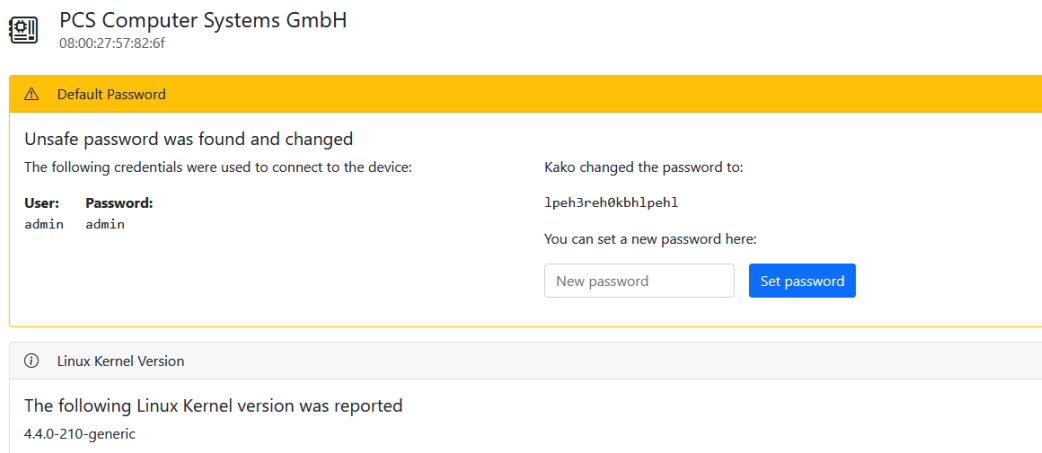 PCS Computer Systems GmbH
08:00:27:57:82:6f
Default Password
Unsafe password was found and changed
The following credentials were used to connect to the device:
User: Password:
admin admin
Kako changed the password to:
lpeh3reh0kbhlpehl
You can set a new password here:
New password
Set password
Linux Kernel Version
The following Linux Kernel version was reported
4.4.0-210-generic